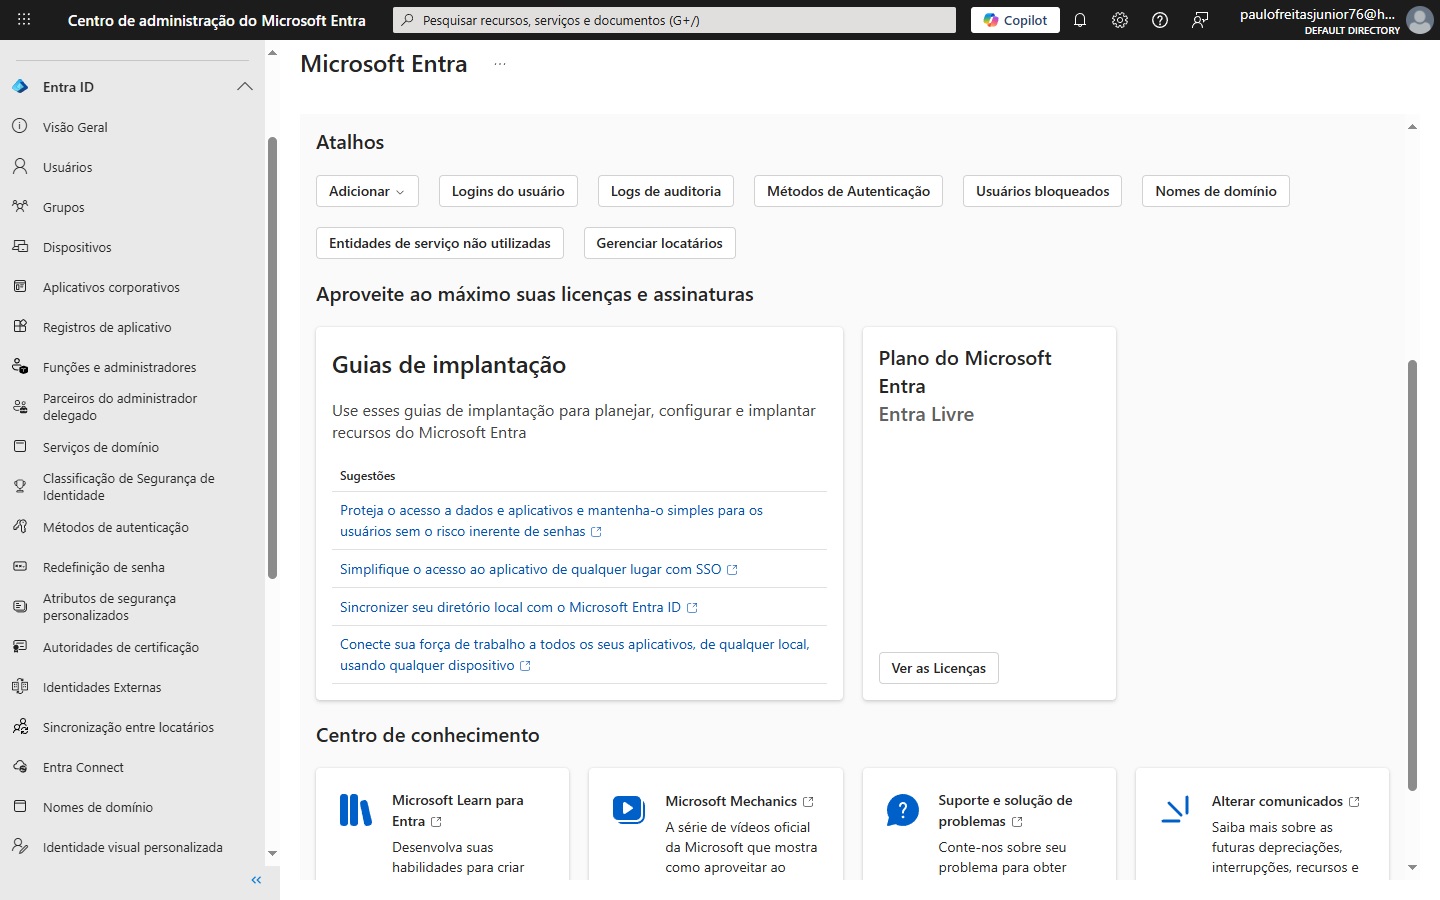 Centro de administração do Microsoft Entra
Pesquisar recursos, serviços e documentos (G+/)
Copilot
paulofreitasjunior76@h...
DEFAULT DIRECTORY
Entra ID
Visão Geral
Usuários
Grupos
Dispositivos
Aplicativos corporativos
Registros de aplicativo
Funções e administradores
Parceiros do administrador
delegado
Serviços de domínio
Classificação de Segurança de
Identidade
Métodos de autenticação
Redefinição de senha
Atributos de segurança
personalizados
Autoridades de certificação
Identidades Externas
Sincronização entre locatários
Entra Connect
Nomes de domínio
Identidade visual personalizada
Microsoft Entra
...
Atalhos
Adicionar
Logins do usuário
Logs de auditoria
Métodos de Autenticação
Usuários bloqueados
Nomes de domínio
Entidades de serviço não utilizadas
Gerenciar locatários
Aproveite ao máximo suas licenças e assinaturas
Guias de implantação
Use esses guias de implantação para planejar, configurar e implantar
recursos do Microsoft Entra
Sugestões
Proteja o acesso a dados e aplicativos e mantenha-o simples para os
usuários sem o risco inerente de senhas
Simplifique o acesso ao aplicativo de qualquer lugar com SSO
Sincronizer seu diretório local com o Microsoft Entra ID
Conecte sua força de trabalho a todos os seus aplicativos, de qualquer local,
usando qualquer dispositivo
Plano do Microsoft
Entra
Entra Livre
Ver as Licenças
Centro de conhecimento
Microsoft Learn para
Entra
Desenvolva suas
habilidades para criar
Microsoft Mechanics
A série de vídeos oficial
da Microsoft que mostra
como aproveitar ao
Suporte e solução de
problemas
Conte-nos sobre seu
problema para obter
Alterar comunicados
Saiba mais sobre as
futuras depreciações,
interrupções, recursos e